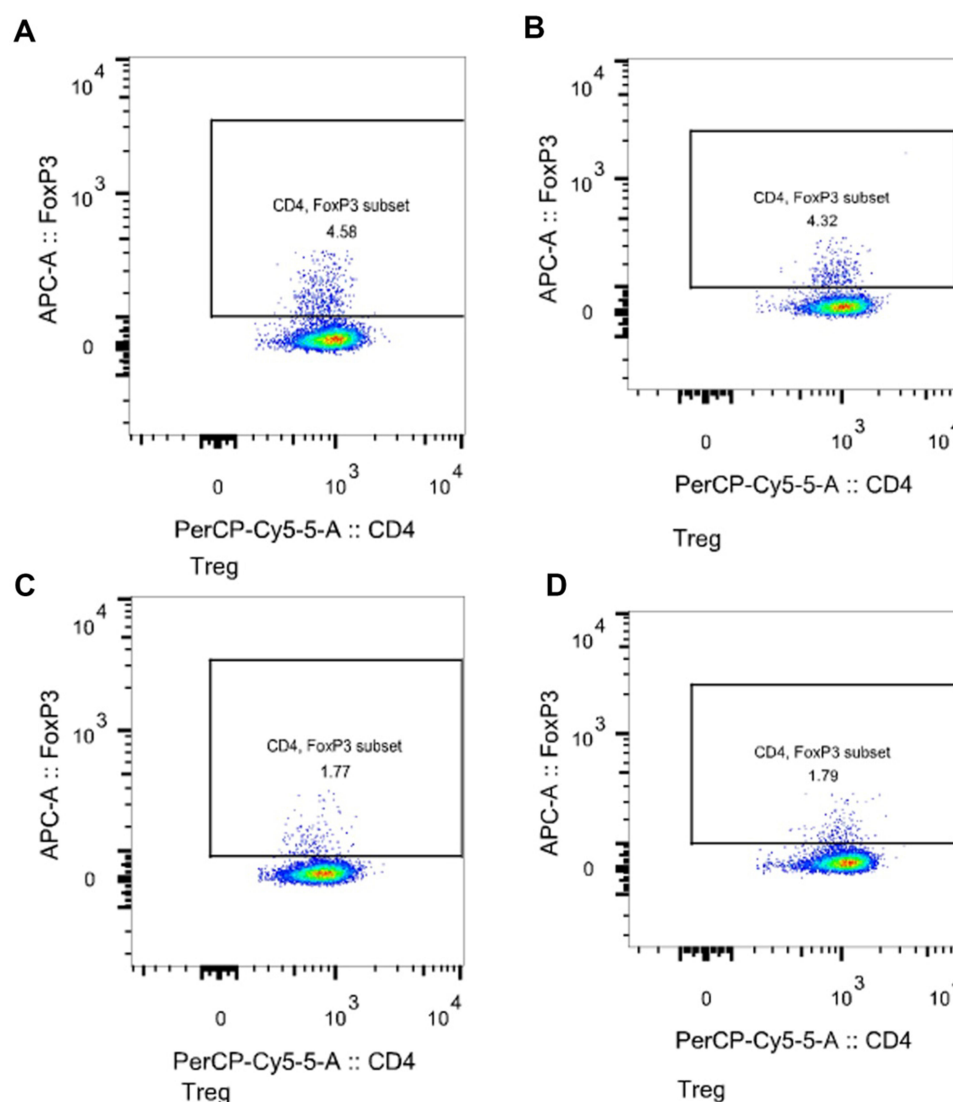 A
10^4
10^3
0
APC-A :: FoxP3
CD4, FoxP3 subset
4.58
0
10^3
10^4
PerCP-Cy5-5-A :: CD4
Treg
B
10^4
10^3
0
APC-A :: FoxP3
CD4, FoxP3 subset
4.32
0
10^3
10^4
PerCP-Cy5-5-A :: CD4
Treg
C
10^4
10^3
0
APC-A :: FoxP3
CD4, FoxP3 subset
1.77
0
10^3
10^4
PerCP-Cy5-5-A :: CD4
Treg
D
10^4
10^3
0
APC-A :: FoxP3
CD4, FoxP3 subset
1.79
0
10^3
10
PerCP-Cy5-5-A :: CD4
Treg